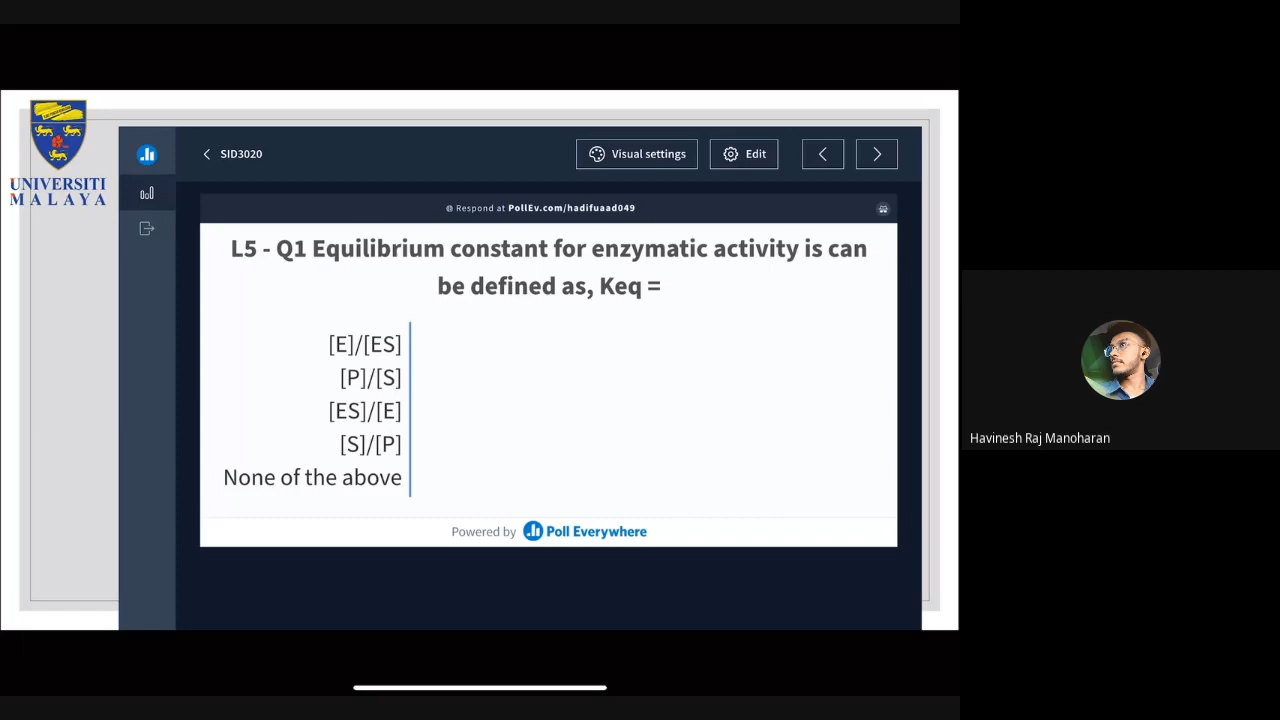 UNIVERSITI
MALAYA
SID3020
Visual settings
Edit
Respond at PollEv.com/hadifuaad049
L5 - Q1 Equilibrium constant for enzymatic activity is can
be defined as, Keq =
[E]/[ES]
[P]/[S]
[ES]/[E]
[S]/[P]
None of the above
Powered by Poll Everywhere
Havinesh Raj Manoharan